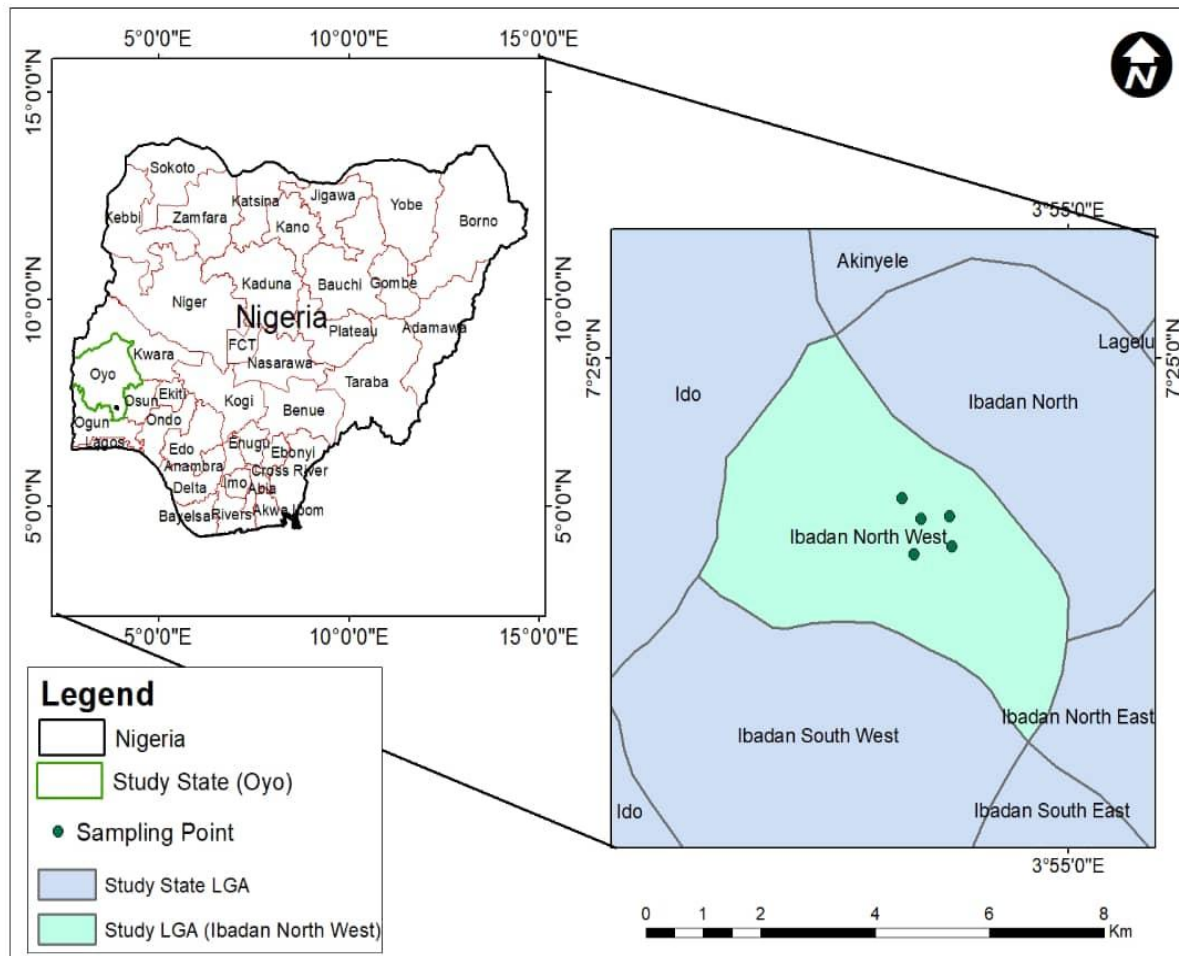 5°0'0"E
10°0'0"E
15°0'0"E
N
15°0'0"N
15°0'0"N
Sokoto
Katsina
Jigawa
Kebbi
Zamfara
Kano
Yobe
Borno
Kaduna
Bauchi
Gombe
Niger
10°0'0"N
Nigeria
10°0'0"N
Plateau
Adamawa
FCT
Kwara
Nasarawa
Oyo
Taraba
Osun
Ekiti
Kogi
Benue
Ogun
Ondo
Lagos
Edo
Enugu
Ebonyi
Anambra
Cross River
Delta
Imo
Abia
5°0'0"N
Bayelsa
Rivers
Akwa Ibom
5°0'0"N
5°0'0"E
10°0'0"E
15°0'0"E
3°55'0"E
Akinyele
7°25'0"N
Lagelu
7°25'0"N
Ido
Ibadan North
Ibadan North West
Ibadan North East
Ibadan South West
Ido
Ibadan South East
3°55'0"E
Legend
Nigeria
Study State (Oyo)
Sampling Point
Study State LGA
Study LGA (Ibadan North West)
0 1 2 4 6 8
Km